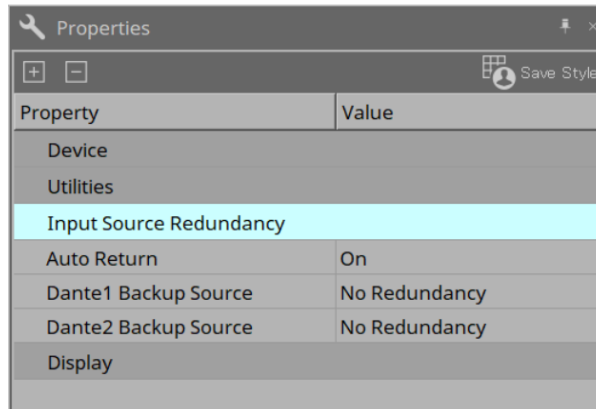 Properties
Save Style
Property Value
Device
Utilities
Input Source Redundancy
Auto Return On
Dante1 Backup Source No Redundancy
Dante2 Backup Source No Redundancy
Display